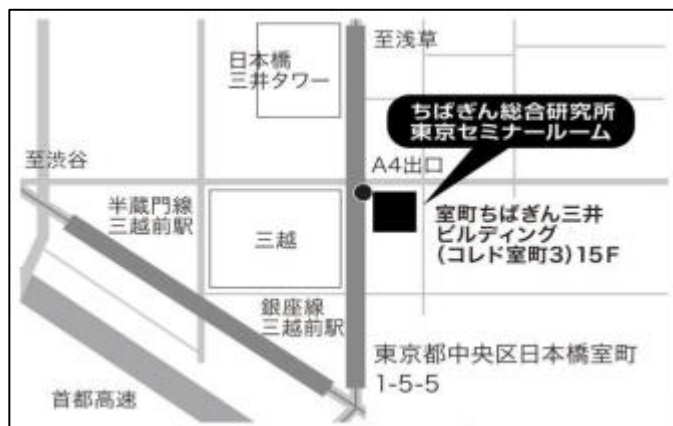 至浅草
日本橋
三井タワー
ちばぎん総合研究所
東京セミナールーム
至渋谷
A4出口
半蔵門線
三越前駅
三越
室町ちばぎん三井
ビルディング
(コレド室町3)15F
銀座線
三越前駅
東京都中央区日本橋室町
1-5-5
首都高速